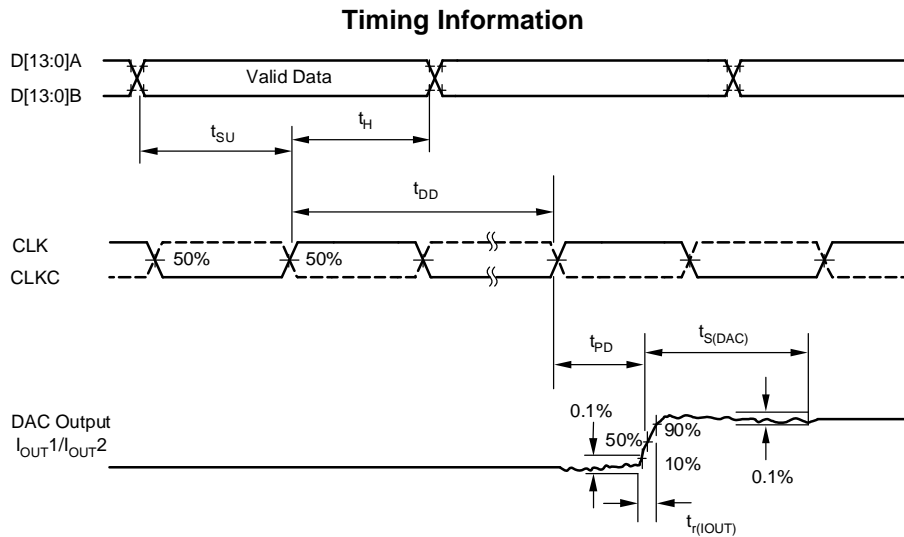 Timing Information
D[13:0]A
D[13:0]B
Valid Data
tSU
tH
tDD
CLK
CLKC
50%
50%
tPD
tS(DAC)
DAC Output
IOUT1/IOUT2
0.1%
50%
90%
10%
0.1%
tr(IOUT)